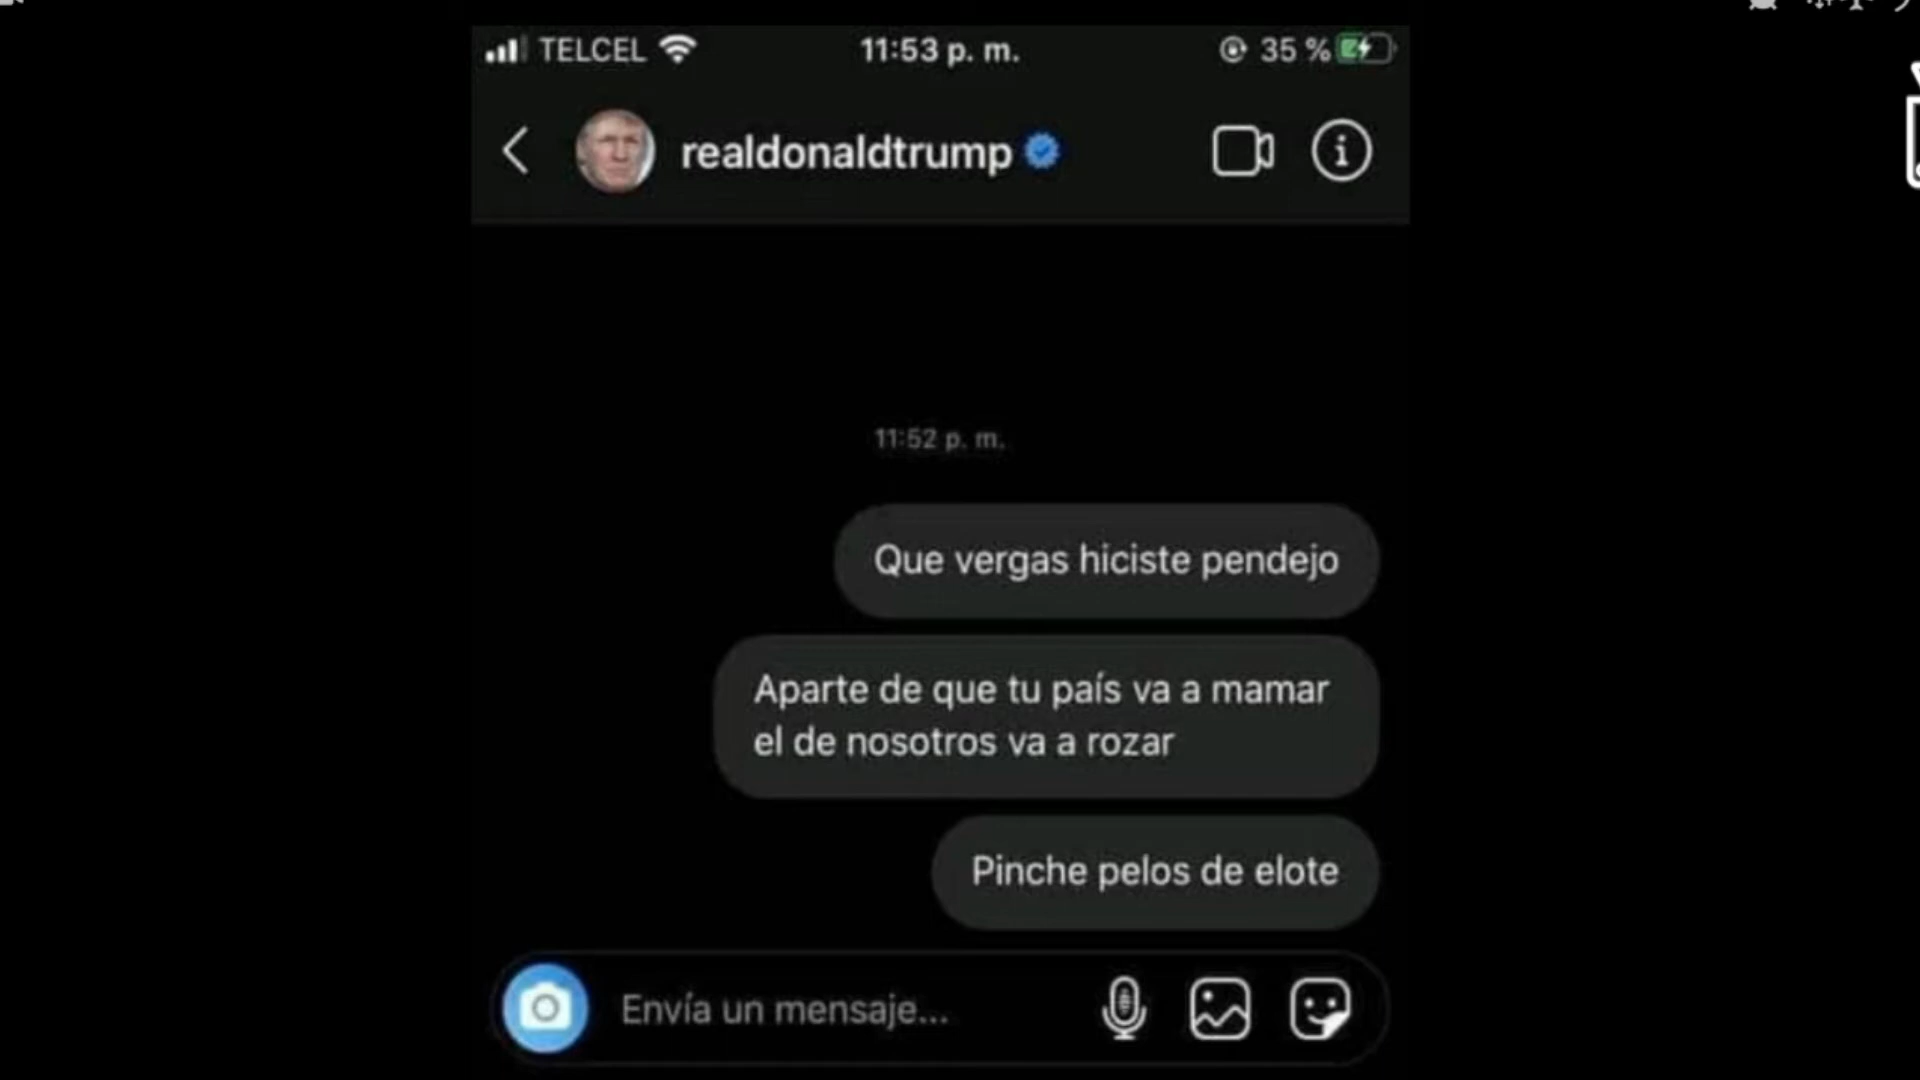 TELCEL 11:53 p. m. 35 %
realdonaldtrump
11:52 p. m.
Que vergas hiciste pendejo
Aparte de que tu país va a mamar
el de nosotros va a rozar
Pinche pelos de elote
Envía un mensaje...